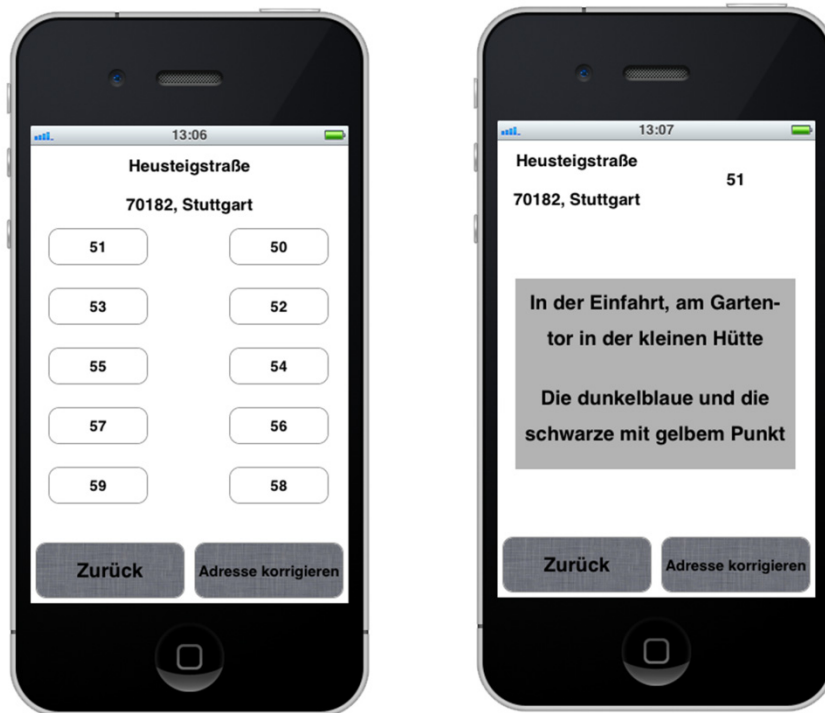 13:06
Heusteigstraße
70182, Stuttgart
51 50
53 52
55 54
57 56
59 58
Zurück Adresse korrigieren
13:07
Heusteigstraße
51
70182, Stuttgart
In der Einfahrt, am Garten-
tor in der kleinen Hütte
Die dunkelblaue und die
schwarze mit gelbem Punkt
Zurück Adresse korrigieren